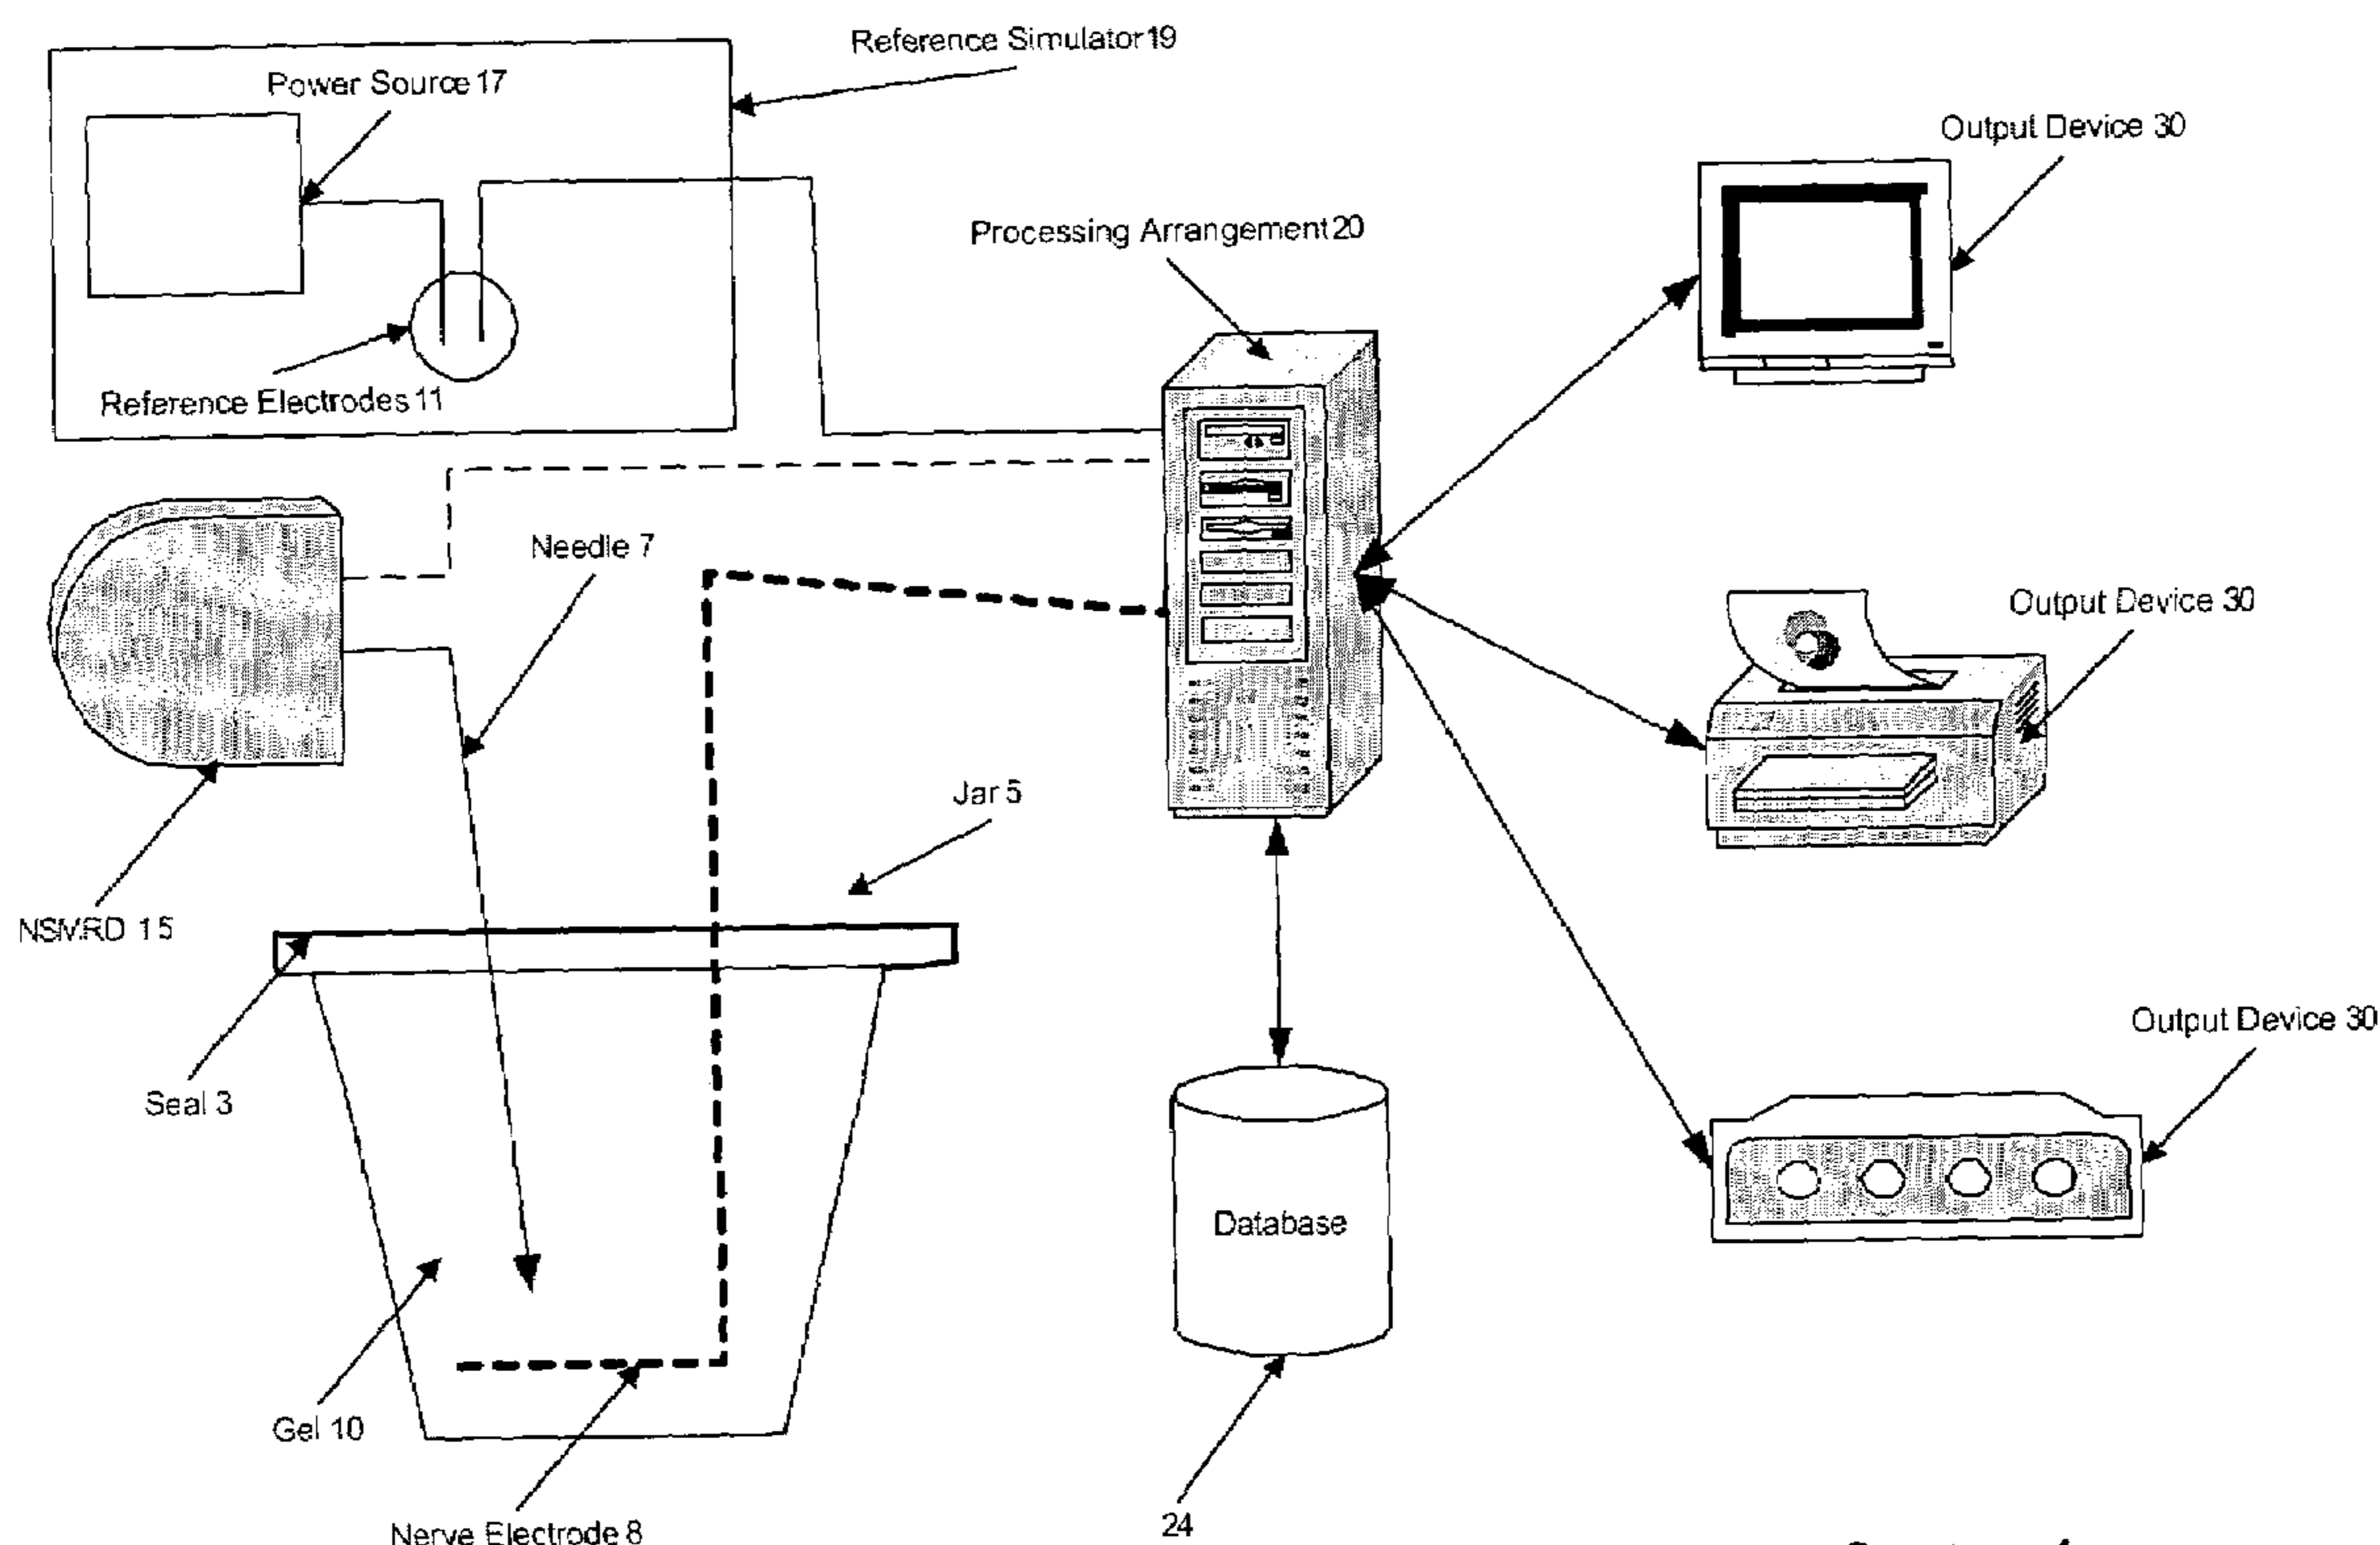 Reference Simulator 19
Power Source 17
Output Device 30
Processing Arrangement 20
Reference Electrodes 11
Needle 7
Output Device 30
Jar 5
NSMRD 15
Output Device 30
Seal 3
Database
Gel 10
24
Nerve Electrode 8